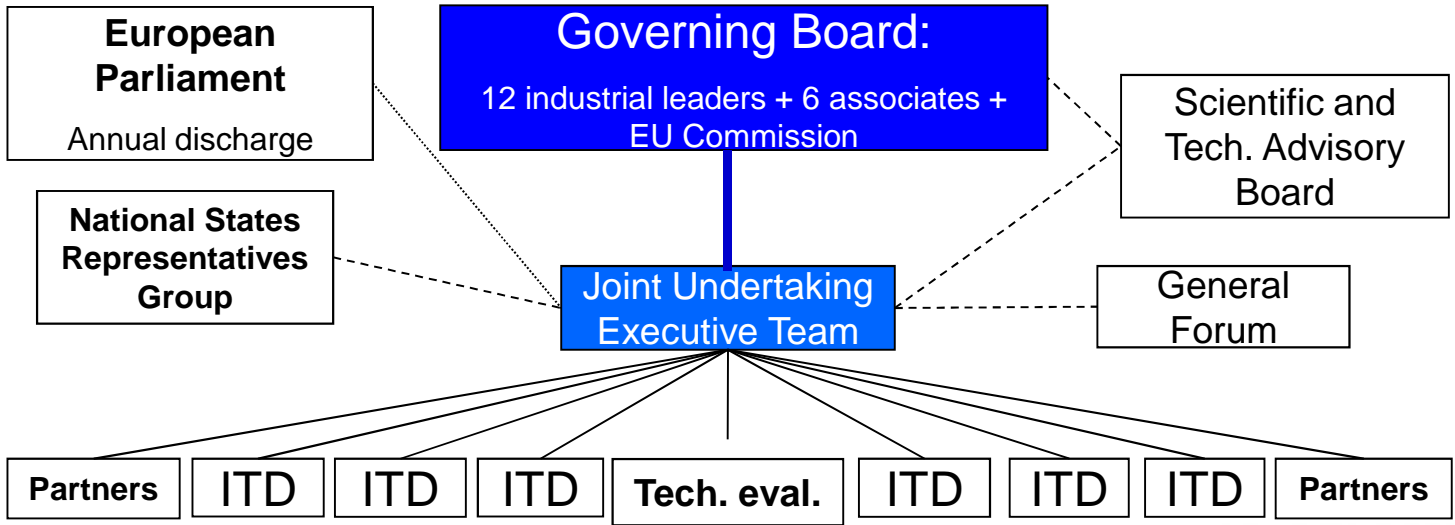 European
Parliament
Annual discharge
Governing Board:
12 industrial leaders + 6 associates +
EU Commission
Scientific and
Tech. Advisory
Board
National States
Representatives
Group
Joint Undertaking
Executive Team
General
Forum
Partners
ITD
ITD
ITD
Tech. eval.
ITD
ITD
ITD
Partners